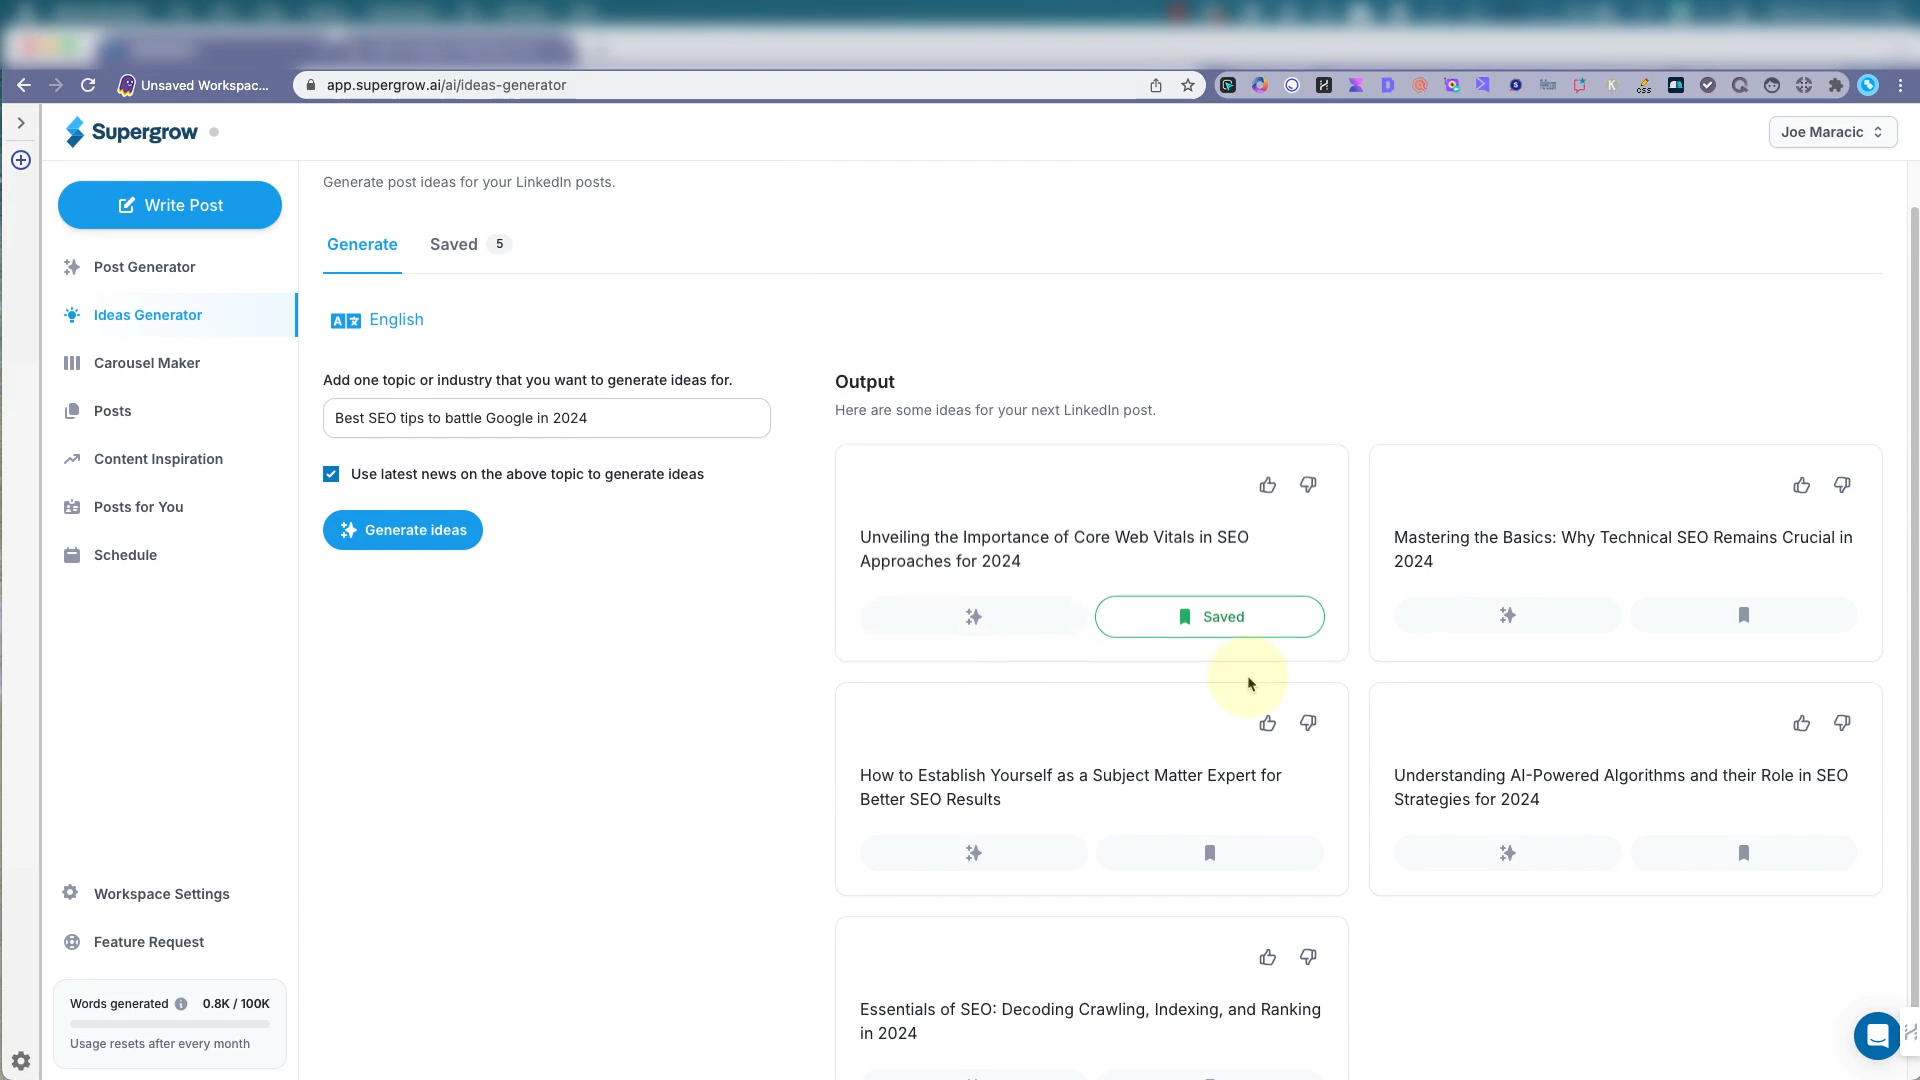 Unsaved Workspac...
app.supergrow.ai/ai/ideas-generator
Supergrow
Joe Maracic
Write Post
Post Generator
Ideas Generator
Carousel Maker
Posts
Content Inspiration
Posts for You
Schedule
Workspace Settings
Feature Request
Words generated 0.8K / 100K
Usage resets after every month
Generate post ideas for your LinkedIn posts.
Generate Saved 5
English
Add one topic or industry that you want to generate ideas for.
Best SEO tips to battle Google in 2024
Use latest news on the above topic to generate ideas
Generate ideas
Output
Here are some ideas for your next LinkedIn post.
Unveiling the Importance of Core Web Vitals in SEO
Approaches for 2024
Saved
Mastering the Basics: Why Technical SEO Remains Crucial in
2024
How to Establish Yourself as a Subject Matter Expert for
Better SEO Results
Understanding AI-Powered Algorithms and their Role in SEO
Strategies for 2024
Essentials of SEO: Decoding Crawling, Indexing, and Ranking
in 2024